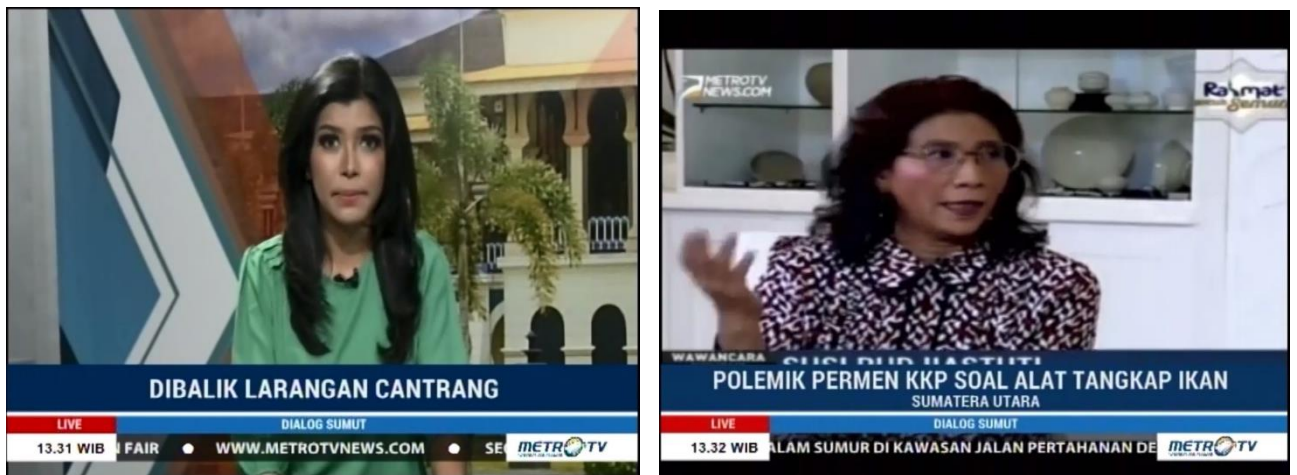 DIBALIK LARANGAN CANTRANG
LIVE
DIALOG SUMUT
13.31 WIB
FAIR • WWW.METROTVNEWS.COM • SE
METRO TV
METROTV
NEWS.COM
WAWANCARA
POLEMIK PERMEN KKP SOAL ALAT TANGKAP IKAN
SUMATERA UTARA
LIVE
DIALOG SUMUT
13.32 WIB
ALAM SUMUR DI KAWASAN JALAN PERTAHANAN DE
METRO TV